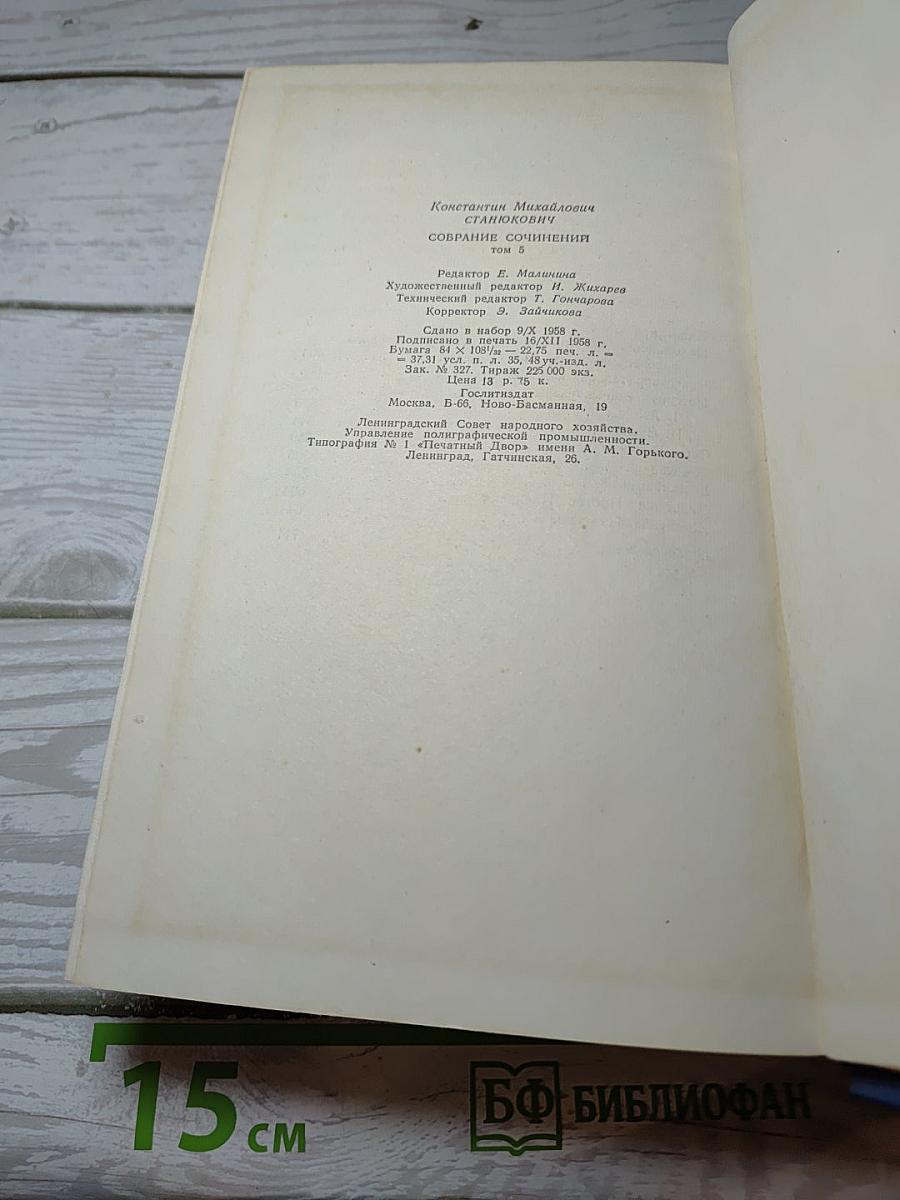 Константин Михайлович
СТАНЮКОВИЧ
СОБРАНИЕ СОЧИНЕНИЙ
том 5
Редактор Е. Малинина
Художественный редактор И. Жихарев
Технический редактор Т. Гончарова
Корректор Э. Зайчикова
Сдано в набор 9/X 1958 г.
Подписано в печать 16/XII 1958 г.
Бумага 84 × 108¹/₃₂ — 22,75 печ. л. =
= 37,31 усл. п. л. 35, 48 уч.-изд. л.
Зак. № 327. Тираж 225 000 экз.
Цена 13 р. 75 к.
Гослитиздат
Москва, Б-66, Ново-Басманная, 19
Ленинградский Совет народного хозяйства.
Управление полиграфической промышленности.
Типография № 1 «Печатный Двор» имени А. М. Горького.
Ленинград, Гатчинская, 26.
15 см
БФ БИБЛИОФАН